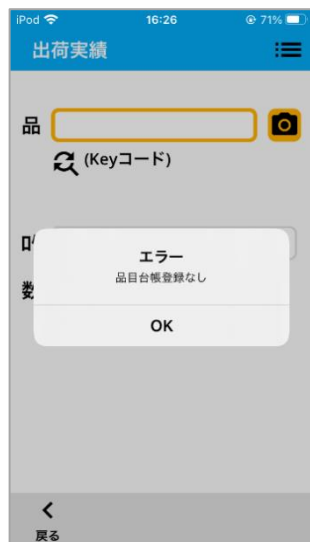 iPod 16:26 71%
出荷実績
品
(Keyコード)
エラー
品目台帳登録なし
数
OK
戻る